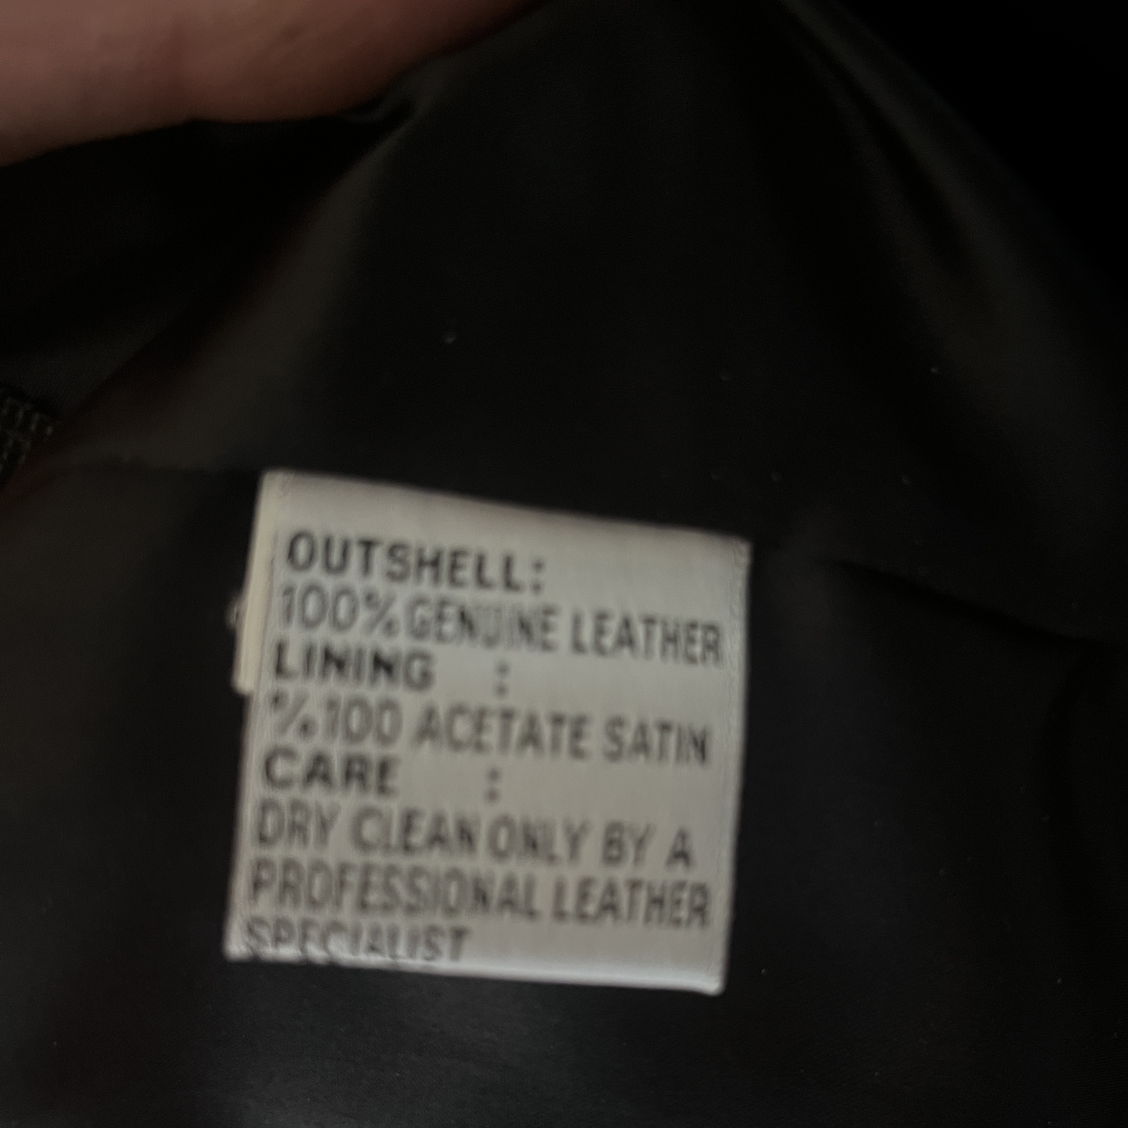 OUTSHELL:
100% GENUINE LEATHER
LINING :
%100 ACETATE SATIN
CARE :
DRY CLEAN ONLY BY A
PROFESSIONAL LEATHER
SPECIALIST